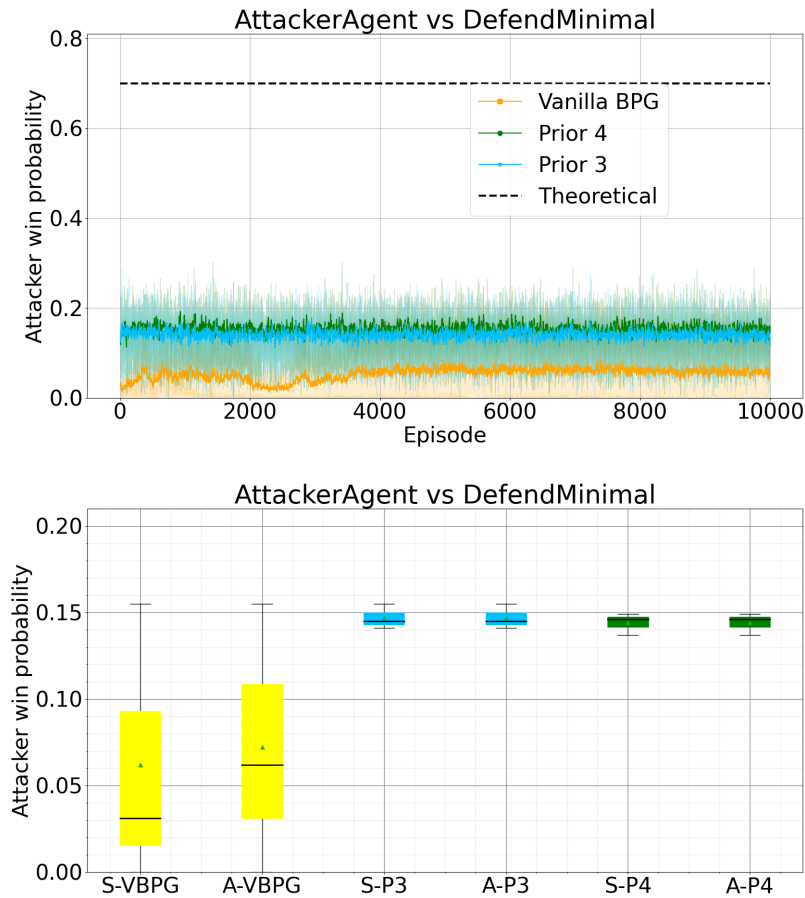 AttackerAgent vs DefendMinimal
Attacker win probability
0.8
0.6
0.4
0.2
0.0
Vanilla BPG
Prior 4
Prior 3
Theoretical
0 2000 4000 6000 8000 10000
Episode
AttackerAgent vs DefendMinimal
Attacker win probability
0.20
0.15
0.10
0.05
0.00
S-VBPG A-VBPG S-P3 A-P3 S-P4 A-P4